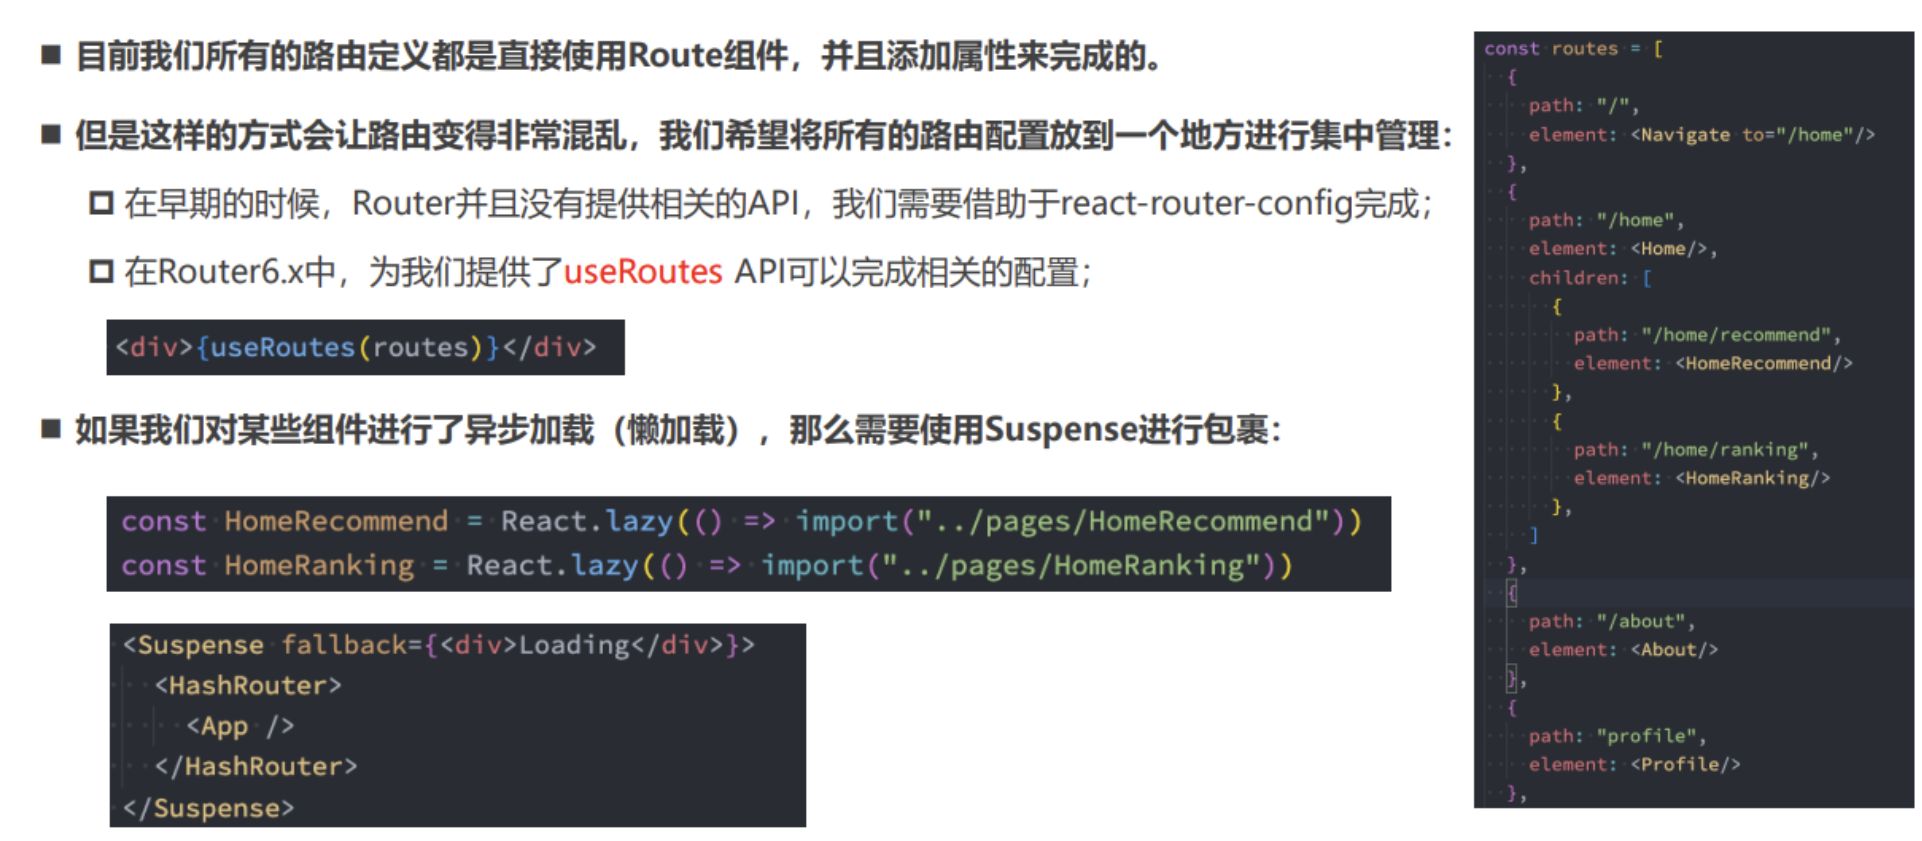 ■ 目前我们所有的路由定义都是直接使用Route组件，并且添加属性来完成的。
■ 但是这样的方式会让路由变得非常混乱，我们希望将所有的路由配置放到一个地方进行集中管理：
在早期的时候，Router并且没有提供相关的API，我们需要借助于react-router-config完成；
在Router6.x中，为我们提供了useRoutes API可以完成相关的配置；
<div>{useRoutes(routes)}</div>
■ 如果我们对某些组件进行了异步加载（懒加载），那么需要使用Suspense进行包裹：
const HomeRecommend = React.lazy(() => import("../pages/HomeRecommend"))
const HomeRanking = React.lazy(() => import("../pages/HomeRanking"))
<Suspense fallback={<div>Loading</div>}>
  <HashRouter>
    <App />
  </HashRouter>
</Suspense>
const routes = [
  {
    path: "/",
    element: <Navigate to="/home"/>
  },
  {
    path: "/home",
    element: <Home/>,
    children: [
      {
        path: "/home/recommend",
        element: <HomeRecommend/>
      },
      {
        path: "/home/ranking",
        element: <HomeRanking/>
      },
    ]
  },
  {
    path: "/about",
    element: <About/>
  },
  {
    path: "profile",
    element: <Profile/>
  },